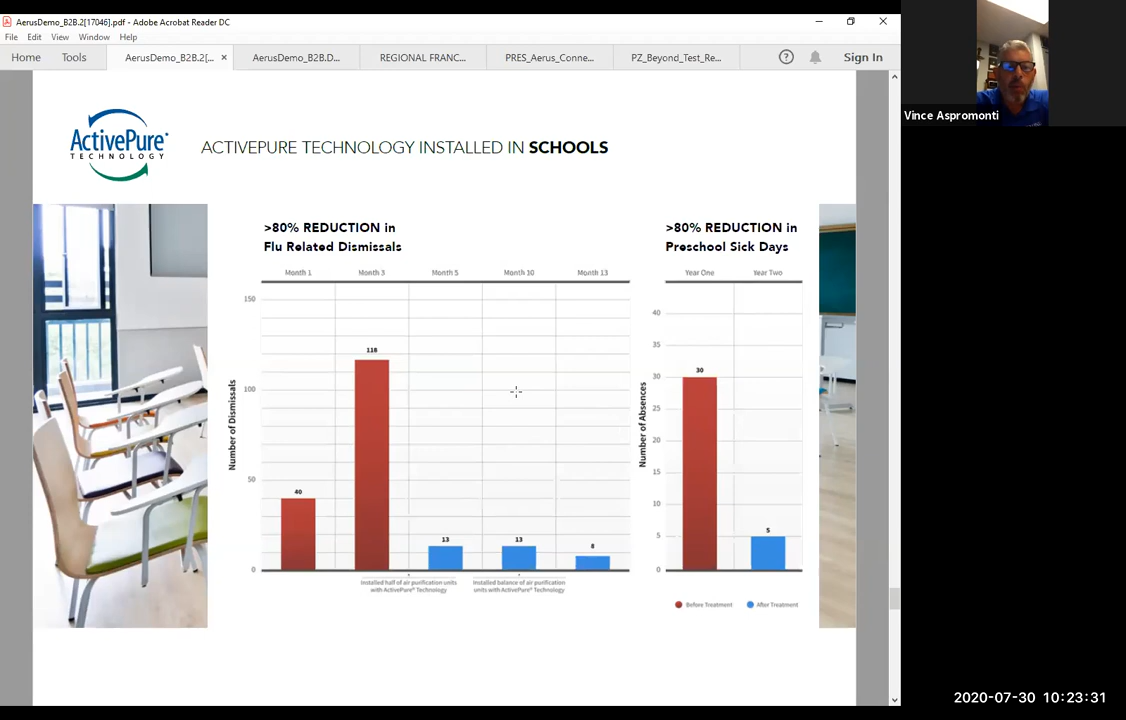 AerusDemo_B2B.2[17046].pdf - Adobe Acrobat Reader DC
File Edit View Window Help
Home Tools AerusDemo_B2B.2[... × AerusDemo_B2B.D... REGIONAL FRANC... PRES_Aerus_Conne... PZ_Beyond_Test_Re... Sign In
Vince Aspromonti
ActivePure
TECHNOLOGY
ACTIVEPURE TECHNOLOGY INSTALLED IN SCHOOLS
>80% REDUCTION in
Flu Related Dismissals
Month 1 Month 3 Month 5 Month 10 Month 13
150
100
50
0
Number of Dismissals
40
118
13
13
8
Installed half of air purification units
with ActivePure® Technology
Installed balance of air purification
units with ActivePure® Technology
>80% REDUCTION in
Preschool Sick Days
Year One Year Two
40
35
30
25
20
15
10
5
0
Number of Absences
30
5
Before Treatment After Treatment
2020-07-30 10:23:31